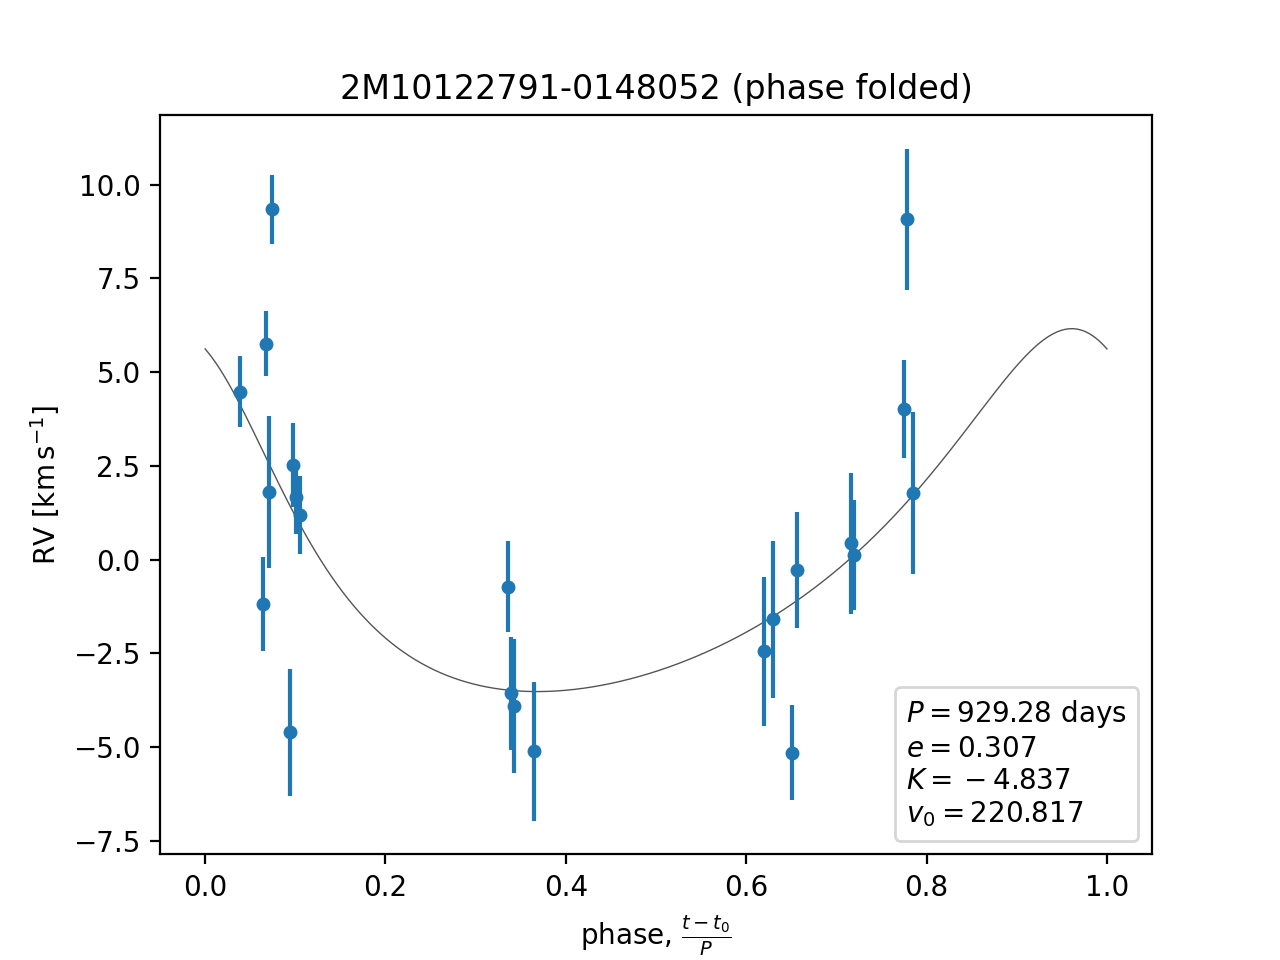 2M10122791-0148052 (phase folded)
RV [km s⁻¹]
10.0
7.5
5.0
2.5
0.0
−2.5
−5.0
−7.5
P = 929.28 days
e = 0.307
K = −4.837
v₀ = 220.817
0.0 0.2 0.4 0.6 0.8 1.0
phase, (t − t₀)/P